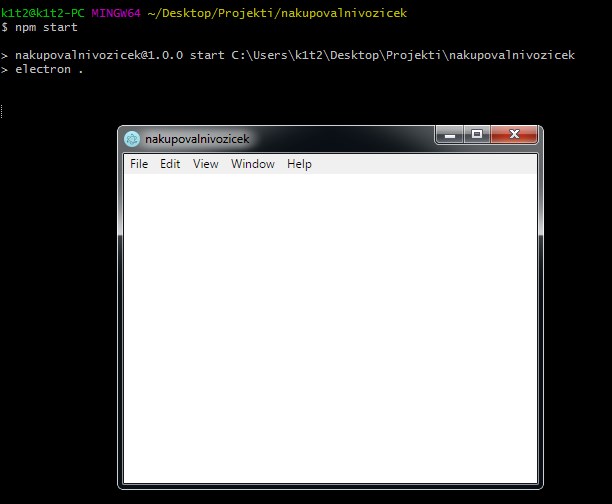 k1t2@k1t2-PC MINGW64 ~/Desktop/Projekti/nakupovalnivozicek
$ npm start
> nakupovalnivozicek@1.0.0 start C:\Users\k1t2\Desktop\Projekti\nakupovalnivozicek
> electron .
nakupovalnivozicek
File Edit View Window Help